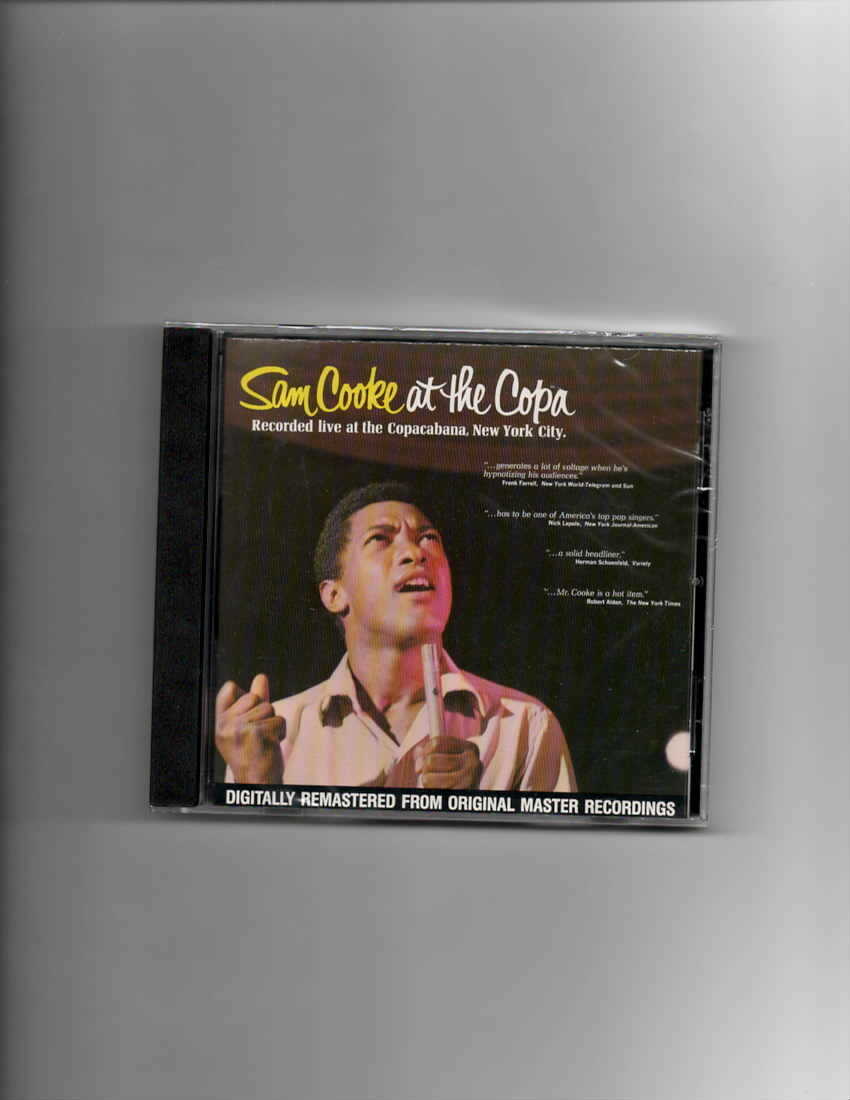 Sam Cooke at the Copa
Recorded live at the Copacabana, New York City.
"...generates a lot of voltage when he's
hypnotizing his audiences."
Frank Farrell, New York World-Telegram and Sun
"...has to be one of America's top pop singers."
Nick Lapole, New York Journal-American
"...a solid headliner."
Herman Schoenfeld, Variety
"...Mr. Cooke is a hot item."
Robert Alden, The New York Times
DIGITALLY REMASTERED FROM ORIGINAL MASTER RECORDINGS